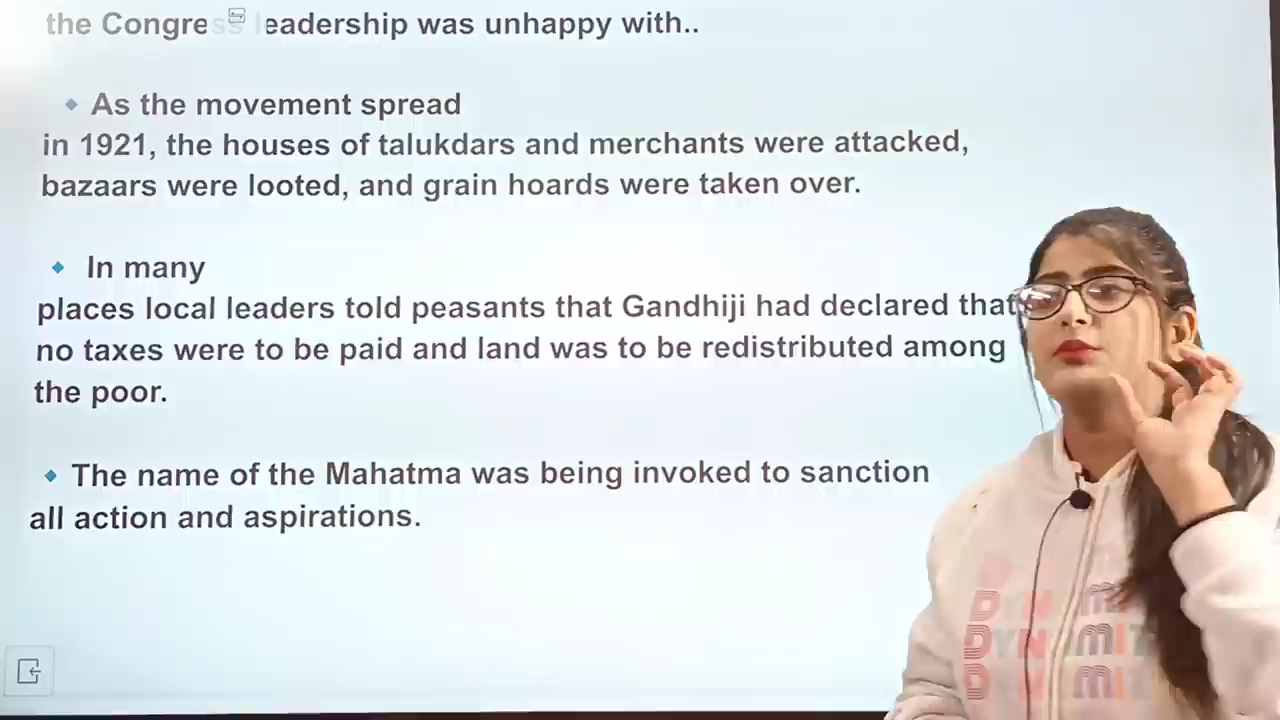 the Congress leadership was unhappy with..
As the movement spread
in 1921, the houses of talukdars and merchants were attacked,
bazaars were looted, and grain hoards were taken over.
In many
places local leaders told peasants that Gandhiji had declared that
no taxes were to be paid and land was to be redistributed among
the poor.
The name of the Mahatma was being invoked to sanction
all action and aspirations.